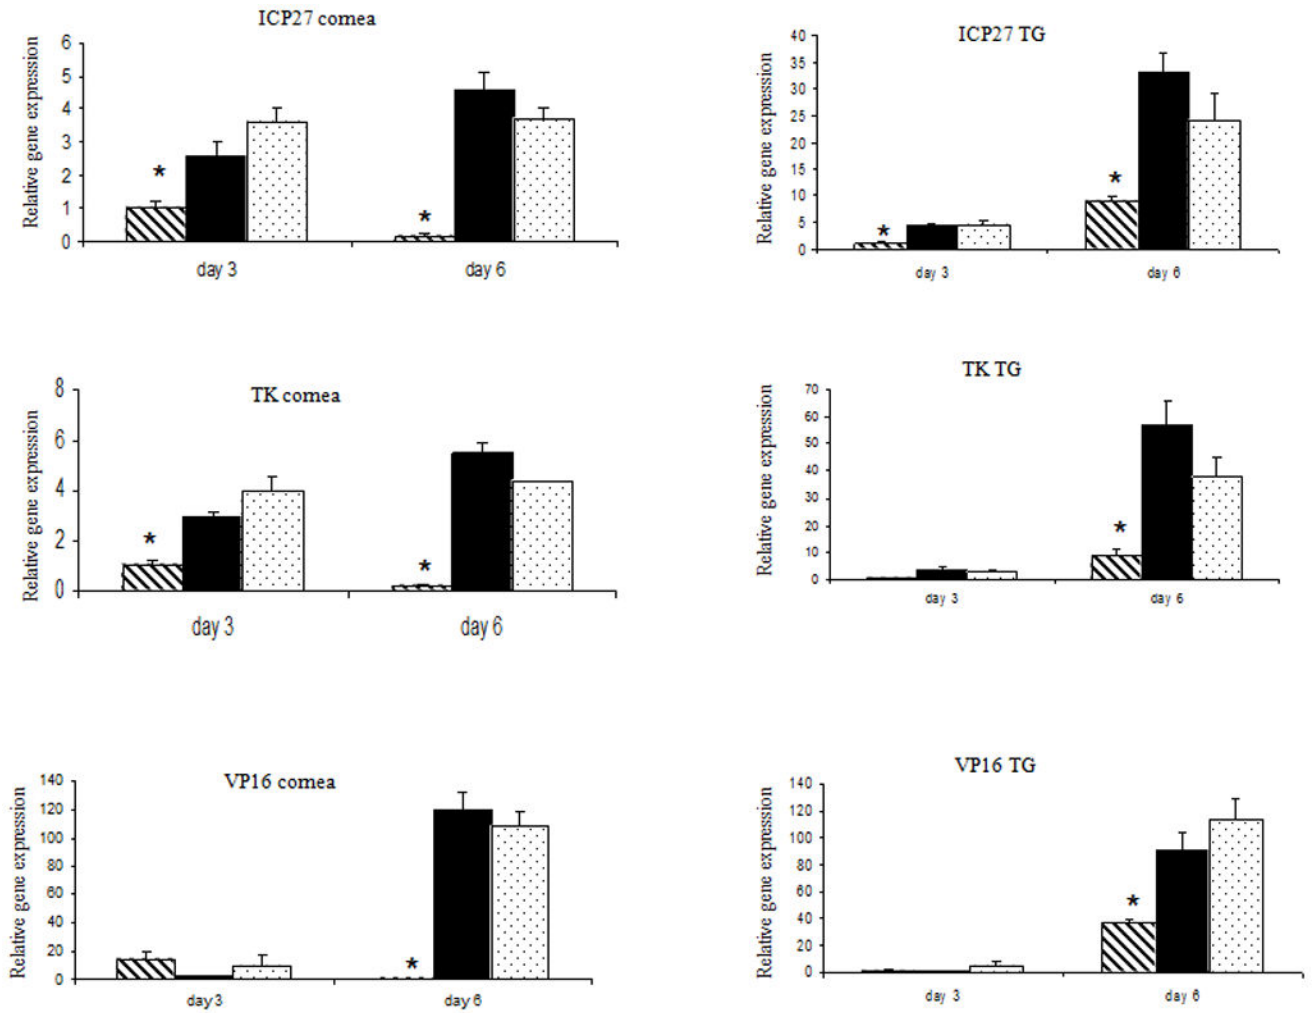 ICP27 cornea
Relative gene expression
6
5
4
3
2
1
0
*
*
day 3
day 6
ICP27 TG
Relative gene expression
40
35
30
25
20
15
10
5
0
*
*
day 3
day 6
TK cornea
Relative gene expression
8
6
4
2
0
*
*
day 3
day 6
TK TG
Relative gene expression
70
60
50
40
30
20
10
0
*
day 3
day 6
VP16 cornea
Relative gene expression
140
120
100
80
60
40
20
0
*
day3
day 6
VP16 TG
Relative gene expression
140
120
100
80
60
40
20
0
*
day 3
day 6